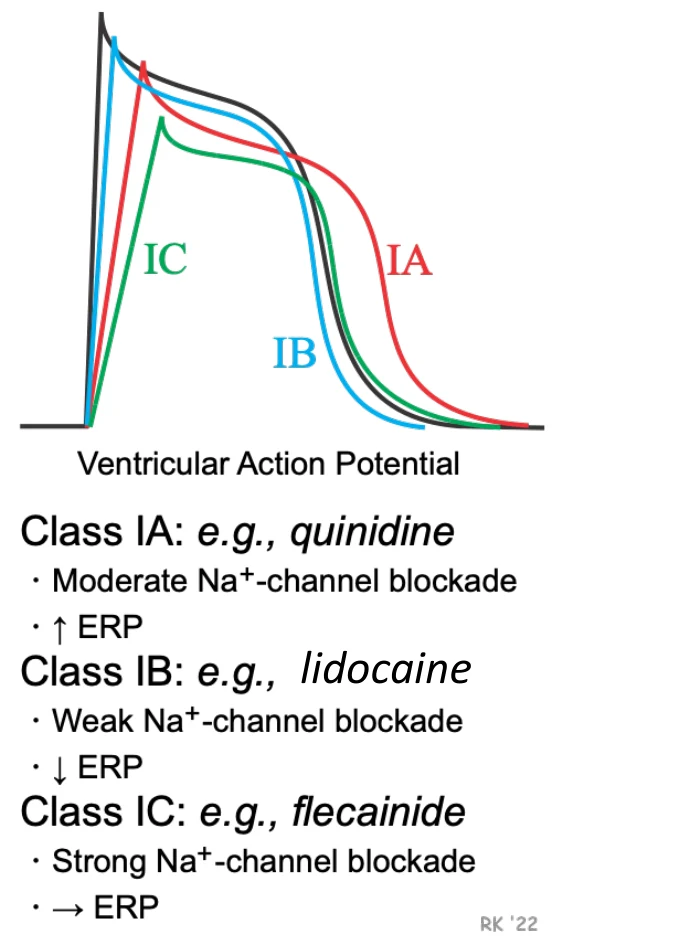 IC
IA
IB
Ventricular Action Potential
Class IA: e.g., quinidine
· Moderate Na⁺-channel blockade
· ↑ ERP
Class IB: e.g., lidocaine
· Weak Na⁺-channel blockade
· ↓ ERP
Class IC: e.g., flecainide
· Strong Na⁺-channel blockade
· → ERP
RK '22